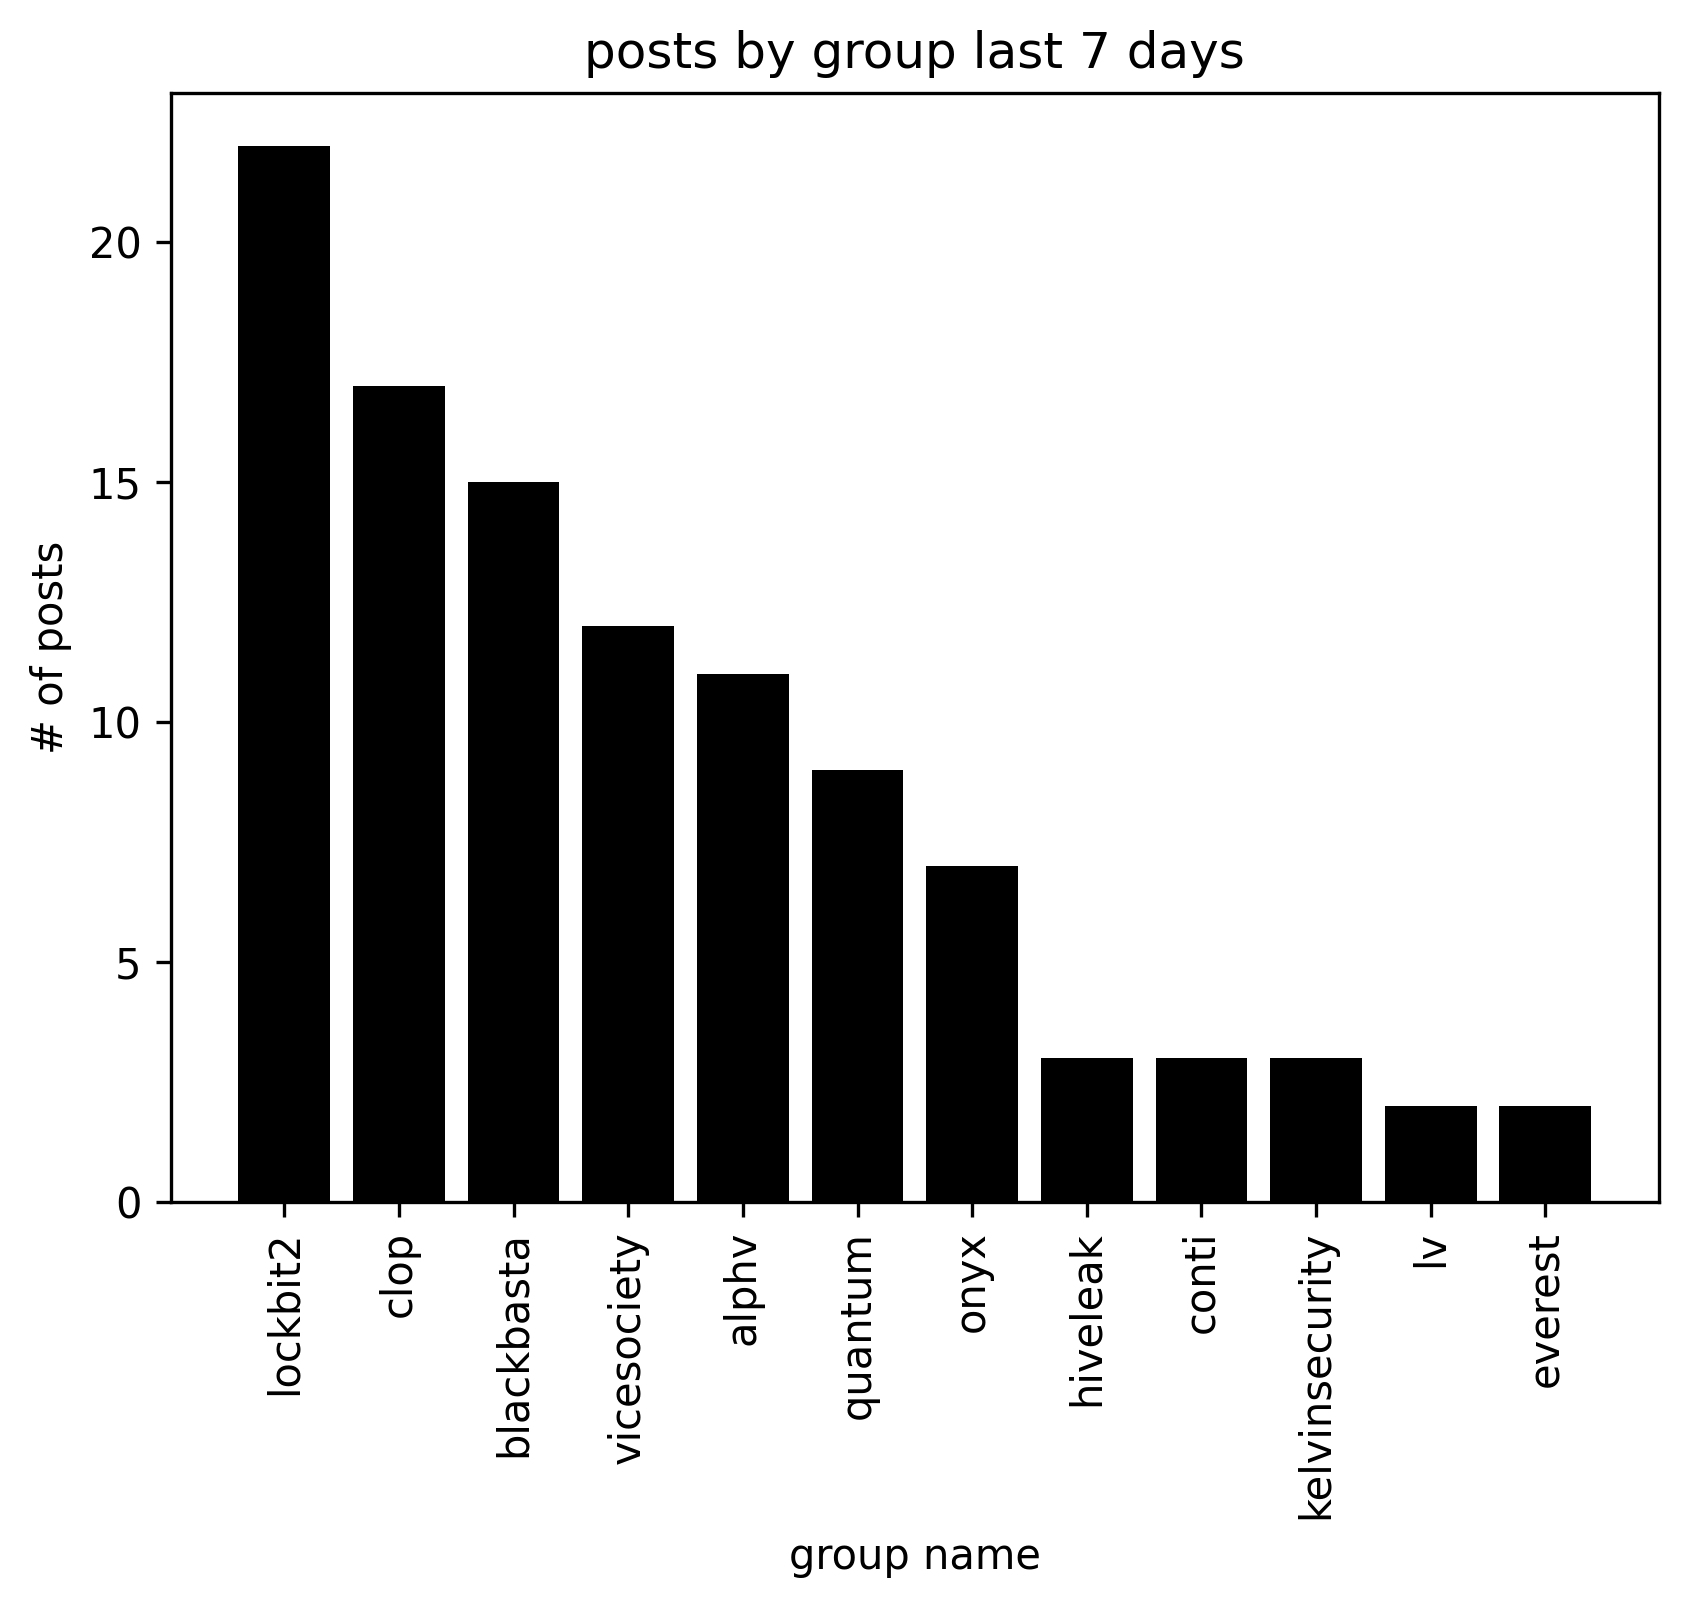 posts by group last 7 days
# of posts
20
15
10
5
0
lockbit2
clop
blackbasta
vicesociety
alphv
quantum
onyx
hiveleak
conti
kelvinsecurity
lv
everest
group name